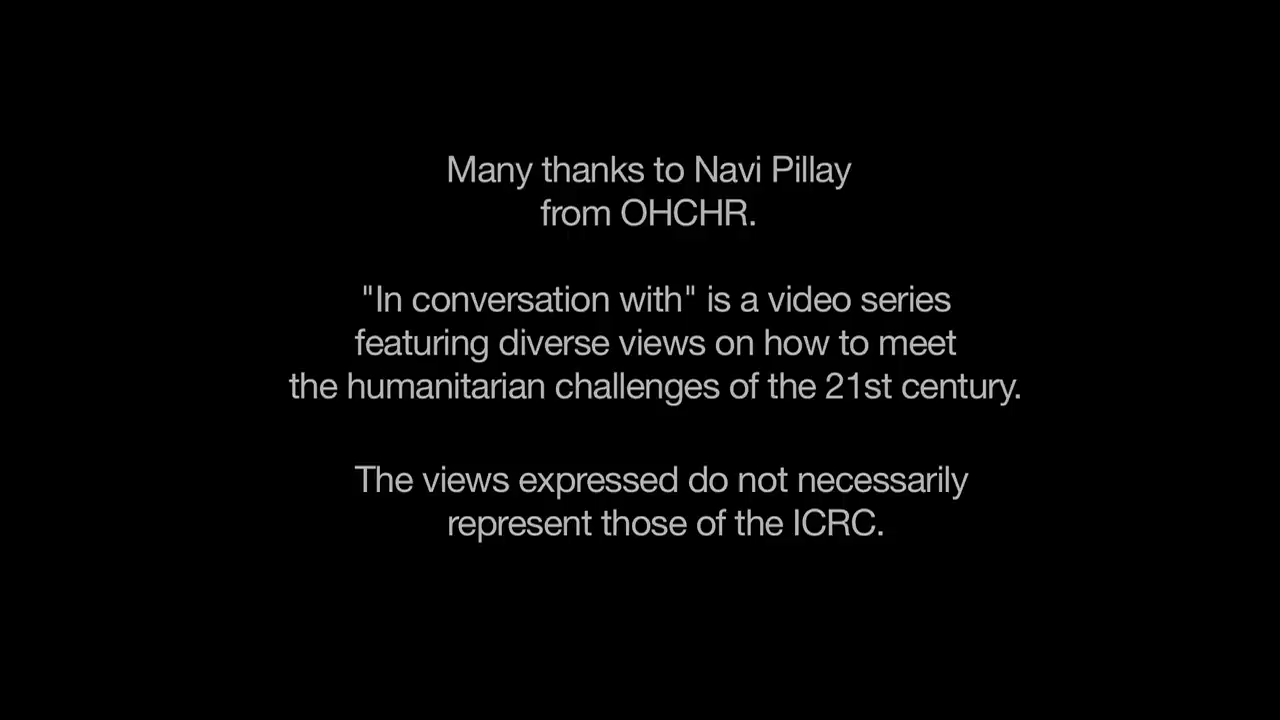 Many thanks to Navi Pillay
from OHCHR.
"In conversation with" is a video series
featuring diverse views on how to meet
the humanitarian challenges of the 21st century.
The views expressed do not necessarily
represent those of the ICRC.